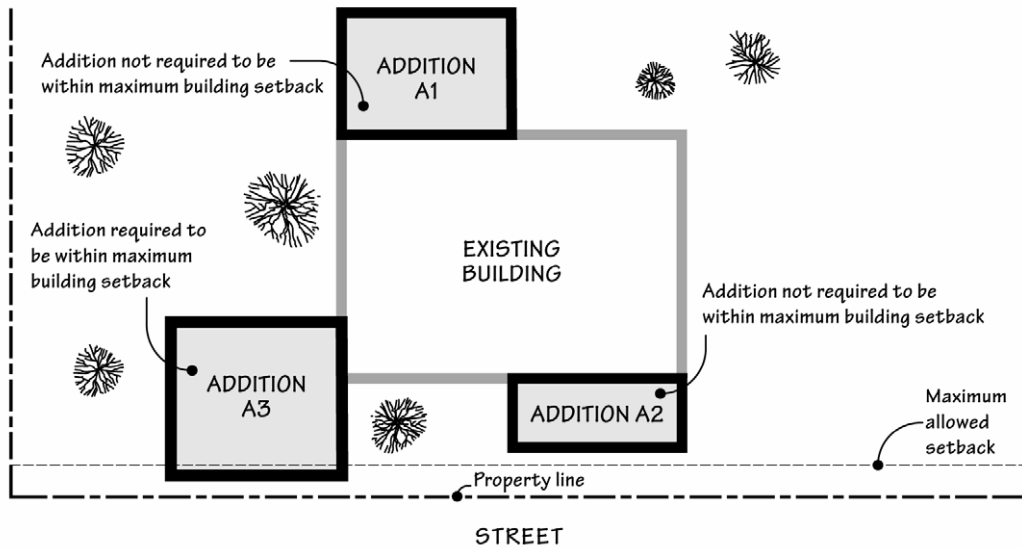 Addition not required to be
within maximum building setback
ADDITION
A1
Addition required to
be within maximum
building setback
EXISTING
BUILDING
Addition not required to be
within maximum building setback
ADDITION
A3
ADDITION A2
Maximum
allowed
setback
Property line
STREET